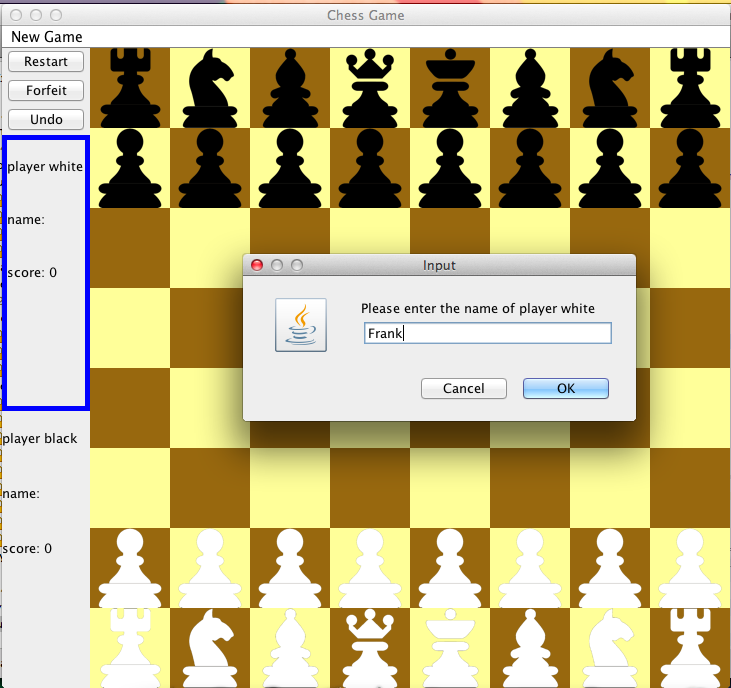 Chess Game
New Game
Restart
Forfeit
Undo
player white
name:
score: 0
player black
name:
score: 0
Input
Please enter the name of player white
Frank
Cancel
OK